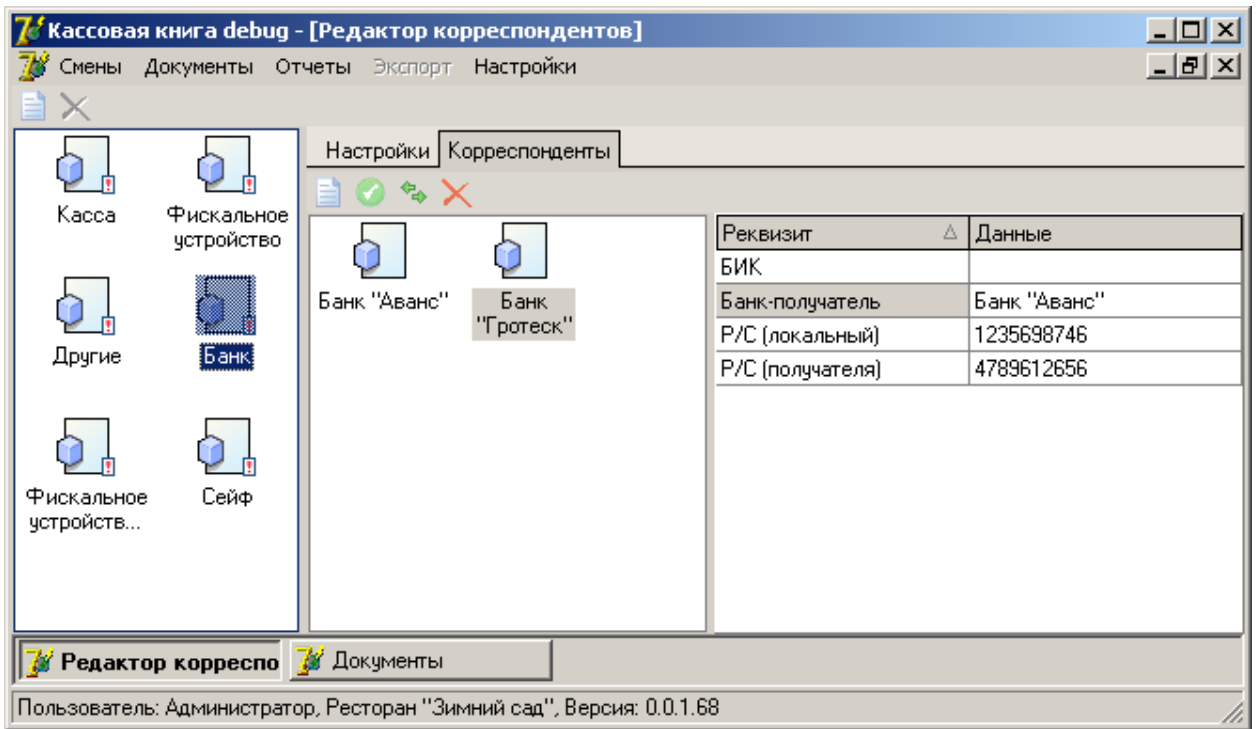 Кассовая книга debug - [Редактор корреспондентов]
Смены Документы Отчеты Экспорт Настройки
Касса
Фискальное
устройство
Другие
Банк
Фискальное
устройств...
Сейф
Настройки Корреспонденты
Банк "Аванс"
Банк
"Гротеск"
Реквизит Данные
БИК
Банк-получатель Банк "Аванс"
Р/С (локальный) 1235698746
Р/С (получателя) 4789612656
Редактор корреспо Документы
Пользователь: Администратор, Ресторан "Зимний сад", Версия: 0.0.1.68